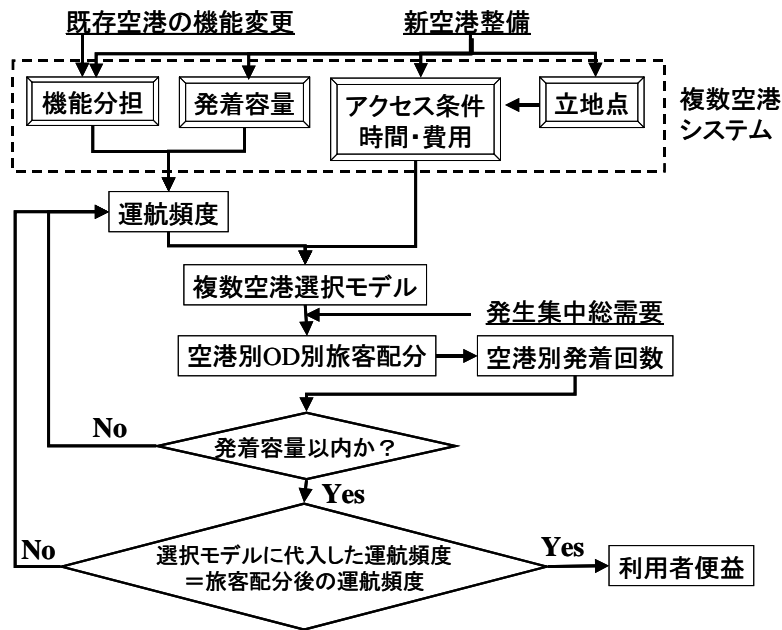 既存空港の機能変更
新空港整備
機能分担
発着容量
アクセス条件
時間・費用
立地点
複数空港
システム
運航頻度
複数空港選択モデル
発生集中総需要
空港別OD別旅客配分
空港別発着回数
No
発着容量以内か？
Yes
No
選択モデルに代入した運航頻度
＝旅客配分後の運航頻度
Yes
利用者便益